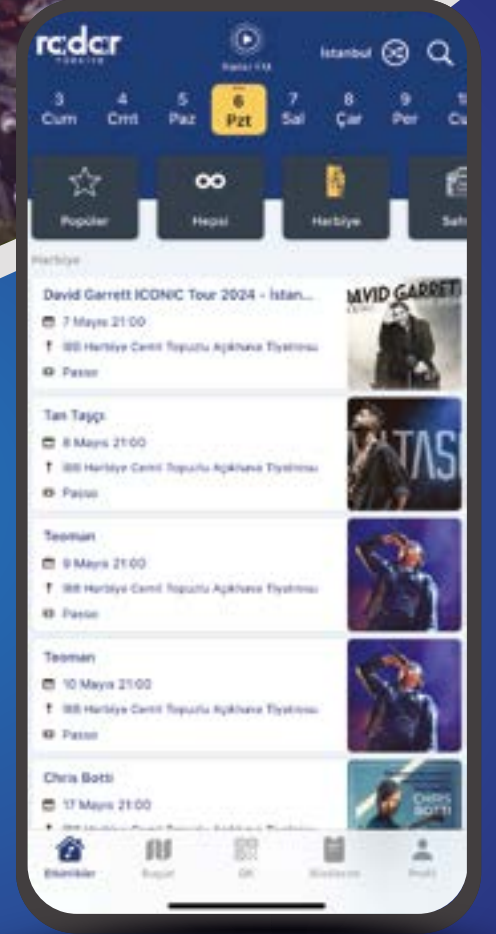 radar
TÜRKİYE
Radar FM
İstanbul
3 4 5 6 7 8 9
Cum Cmt Paz Pzt Sal Çar Per
Popüler Hepsi Harbiye
Harbiye
David Garrett ICONIC Tour 2024 - İstan...
7 Mayıs 21:00
İBB Harbiye Cemil Topuzlu Açıkhava Tiyatrosu
Passo
DAVID GARRETT
Tan Taşçı
8 Mayıs 21:00
İBB Harbiye Cemil Topuzlu Açıkhava Tiyatrosu
Passo
Teoman
9 Mayıs 21:00
İBB Harbiye Cemil Topuzlu Açıkhava Tiyatrosu
Passo
Teoman
10 Mayıs 21:00
İBB Harbiye Cemil Topuzlu Açıkhava Tiyatrosu
Passo
Chris Botti
17 Mayıs 21:00
CHRIS
BOTTI
Etkinlikler QR Profil